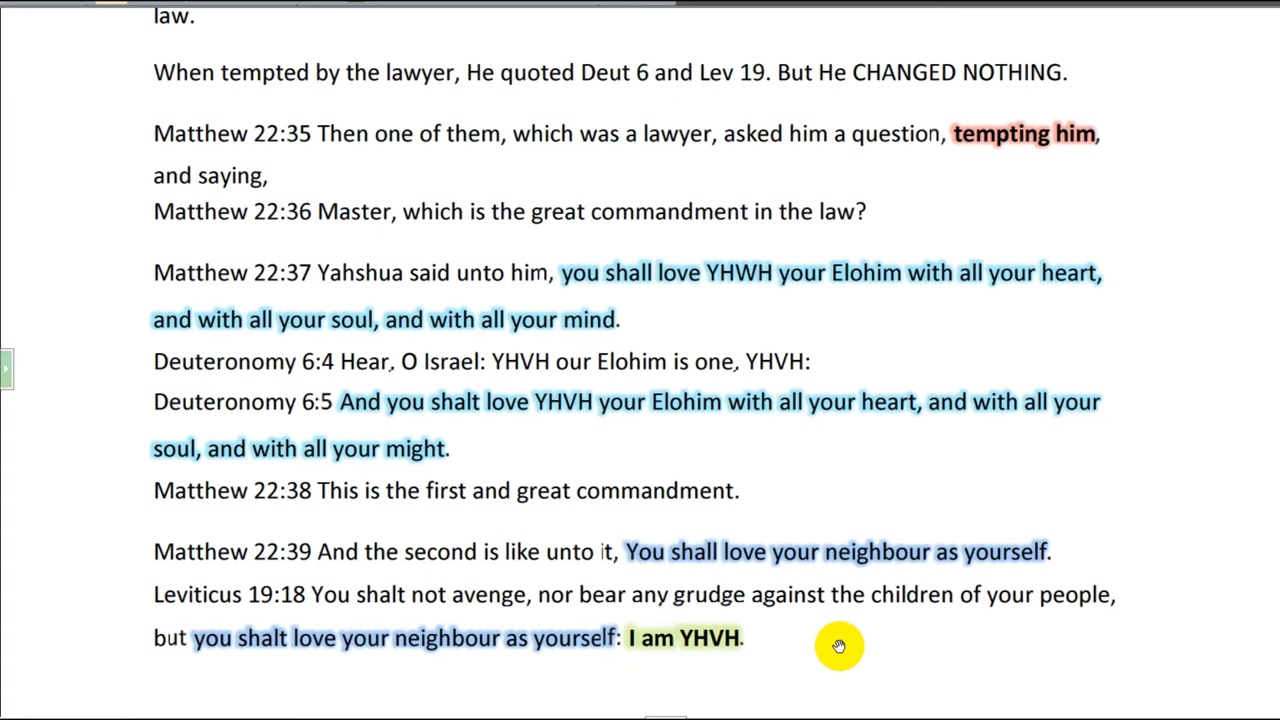 law.
When tempted by the lawyer, He quoted Deut 6 and Lev 19. But He CHANGED NOTHING.
Matthew 22:35 Then one of them, which was a lawyer, asked him a question, tempting him,
and saying,
Matthew 22:36 Master, which is the great commandment in the law?
Matthew 22:37 Yahshua said unto him, you shall love YHWH your Elohim with all your heart,
and with all your soul, and with all your mind.
Deuteronomy 6:4 Hear, O Israel: YHVH our Elohim is one, YHVH:
Deuteronomy 6:5 And you shalt love YHVH your Elohim with all your heart, and with all your
soul, and with all your might.
Matthew 22:38 This is the first and great commandment.
Matthew 22:39 And the second is like unto it, You shall love your neighbour as yourself.
Leviticus 19:18 You shalt not avenge, nor bear any grudge against the children of your people,
but you shalt love your neighbour as yourself: I am YHVH.